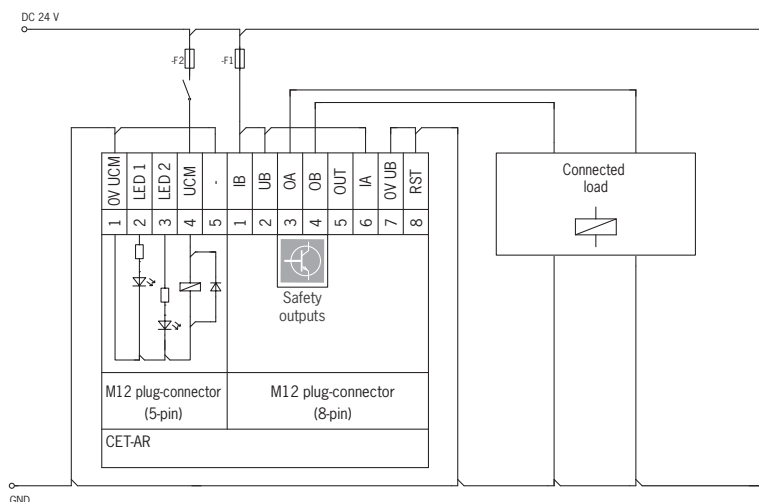 DC 24 V
-F2
-F1
0V UCM
LED 1
LED 2
UCM
-
IB
UB
OA
OB
OUT
IA
0V UB
RST
1
2
3
4
5
1
2
3
4
5
6
7
8
Connected
load
Safety
outputs
M12 plug-connector
(5-pin)
M12 plug-connector
(8-pin)
CET-AR
GND